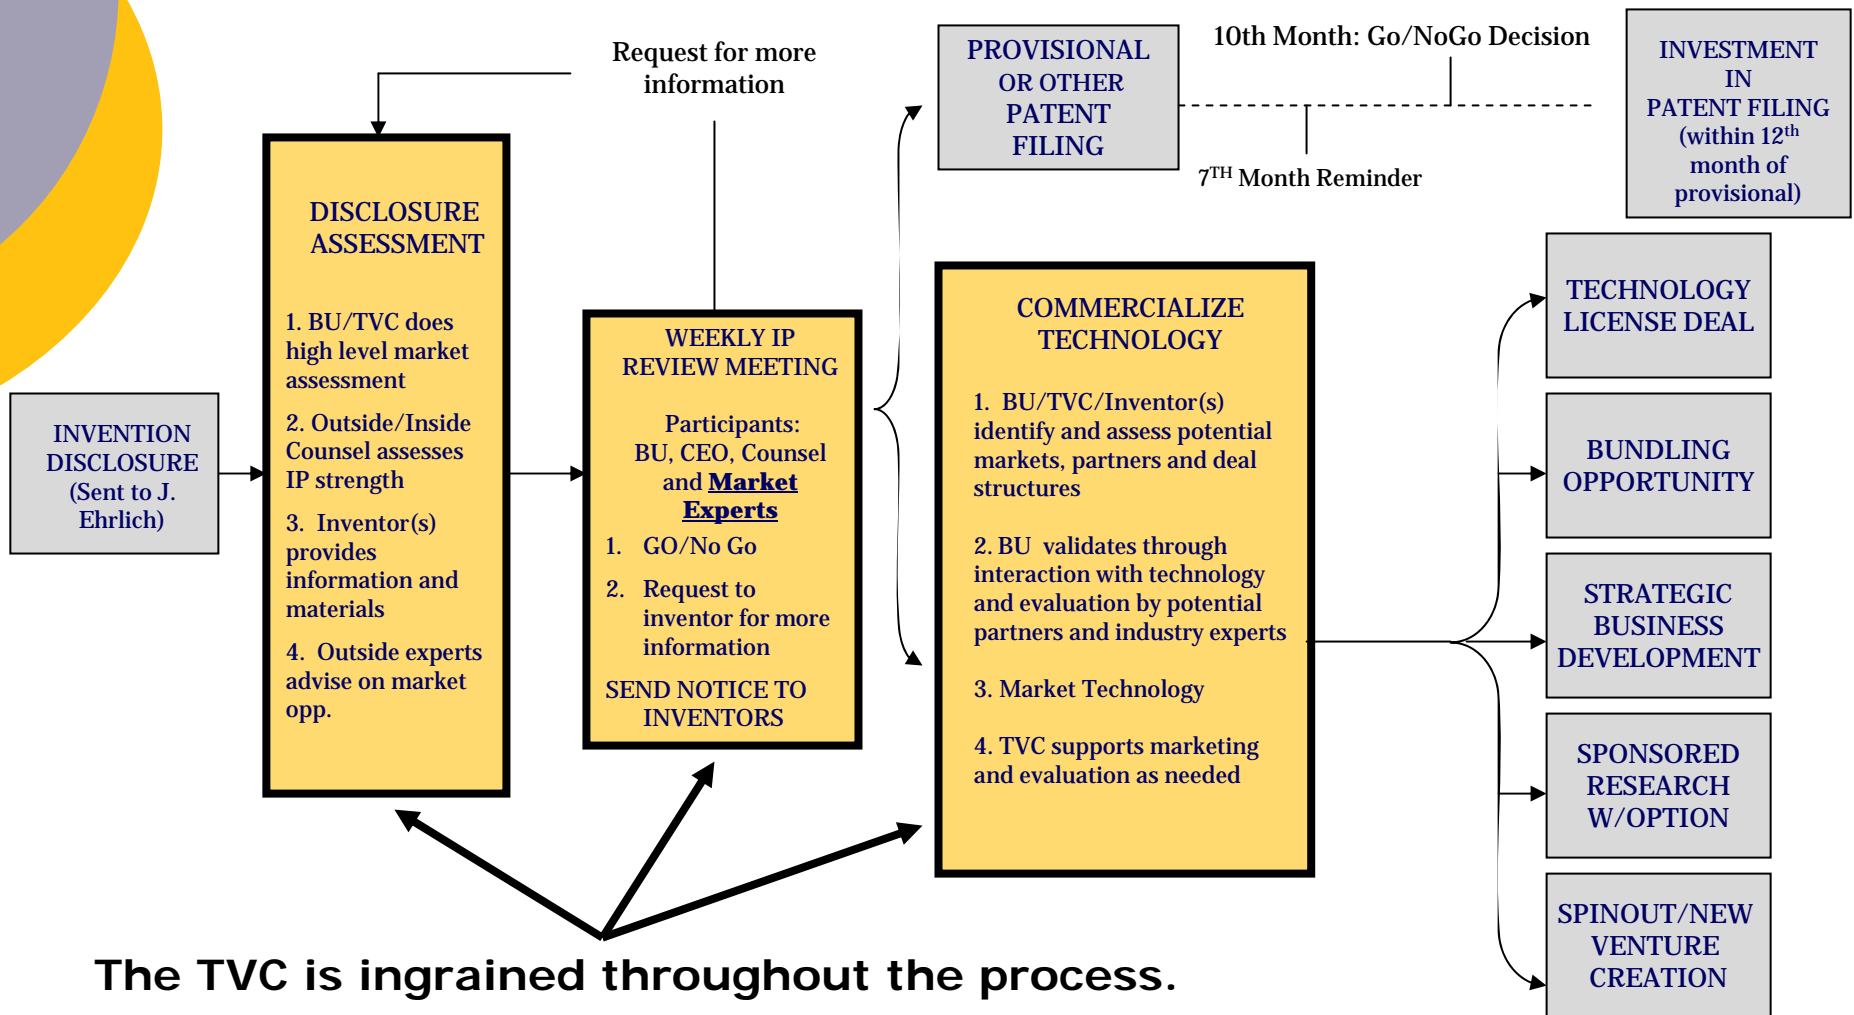 Request for more
information
PROVISIONAL
OR OTHER
PATENT
FILING
10th Month: Go/NoGo Decision
7TH Month Reminder
INVESTMENT
IN
PATENT FILING
(within 12th
month of
provisional)
INVENTION
DISCLOSURE
(Sent to J.
Ehrlich)
DISCLOSURE
ASSESSMENT
1. BU/TVC does
high level market
assessment
2. Outside/Inside
Counsel assesses
IP strength
3. Inventor(s)
provides
information and
materials
4. Outside experts
advise on market
opp.
WEEKLY IP
REVIEW MEETING
Participants:
BU, CEO, Counsel
and Market
Experts
1. GO/No Go
2. Request to
inventor for more
information
SEND NOTICE TO
INVENTORS
COMMERCIALIZE
TECHNOLOGY
1. BU/TVC/Inventor(s)
identify and assess potential
markets, partners and deal
structures
2. BU validates through
interaction with technology
and evaluation by potential
partners and industry experts
3. Market Technology
4. TVC supports marketing
and evaluation as needed
TECHNOLOGY
LICENSE DEAL
BUNDLING
OPPORTUNITY
STRATEGIC
BUSINESS
DEVELOPMENT
SPONSORED
RESEARCH
W/OPTION
SPINOUT/NEW
VENTURE
CREATION
The TVC is ingrained throughout the process.